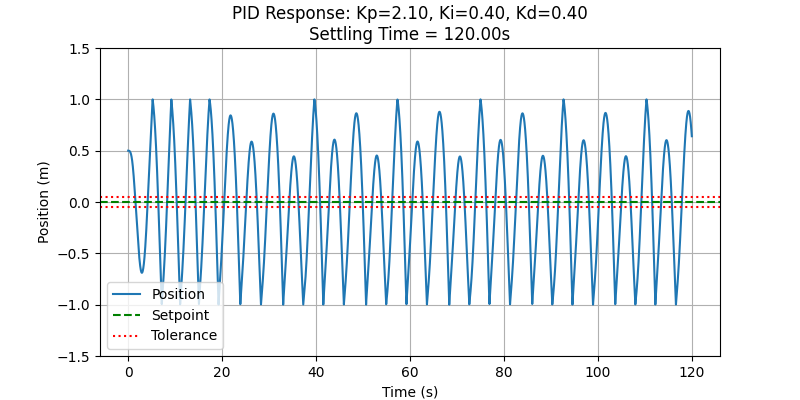 PID Response: Kp=2.10, Ki=0.40, Kd=0.40
Settling Time = 120.00s
1.5
1.0
0.5
0.0
−0.5
−1.0
−1.5
Position (m)
Position
Setpoint
Tolerance
0
20
40
60
80
100
120
Time (s)